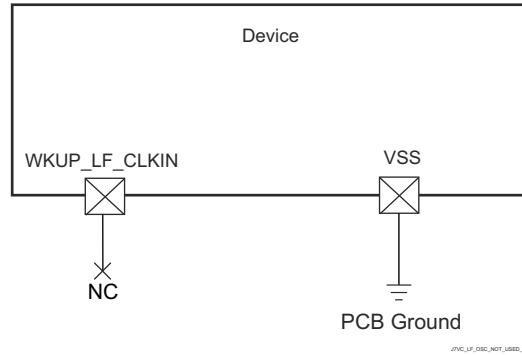 Device
WKUP_LF_CLKIN
VSS
NC
PCB Ground
J7VC_LF_OSC_NOT_USED_